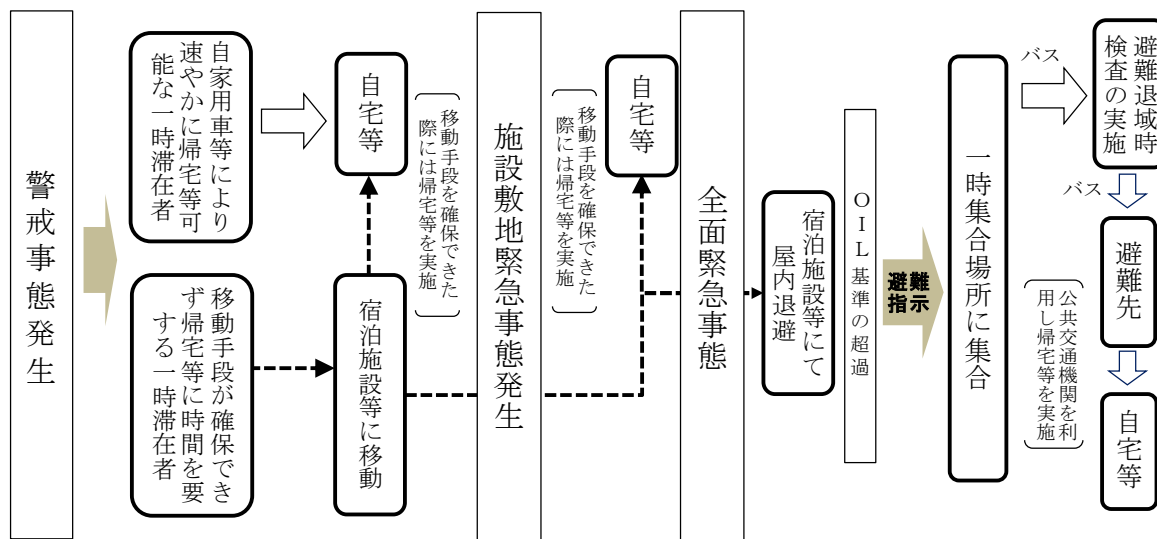 警戒事態発生
自家用車等により
速やかに帰宅等可
能な一時滞在者
移動手段が確保でき
ず帰宅等に時間を要
する一時滞在者
自宅等
移動手段を確保できた
際には帰宅等を実施
宿泊施設等に移動
施設敷地緊急事態発生
移動手段を確保できた
際には帰宅等を実施
自宅等
全面緊急事態
宿泊施設等にて
屋内退避
OIL基準の超過
避難
指示
一時集合場所に集合
バス
避難退域時
検査の実施
バス
避難先
公共交通機関を利
用し帰宅等を実施
自宅等